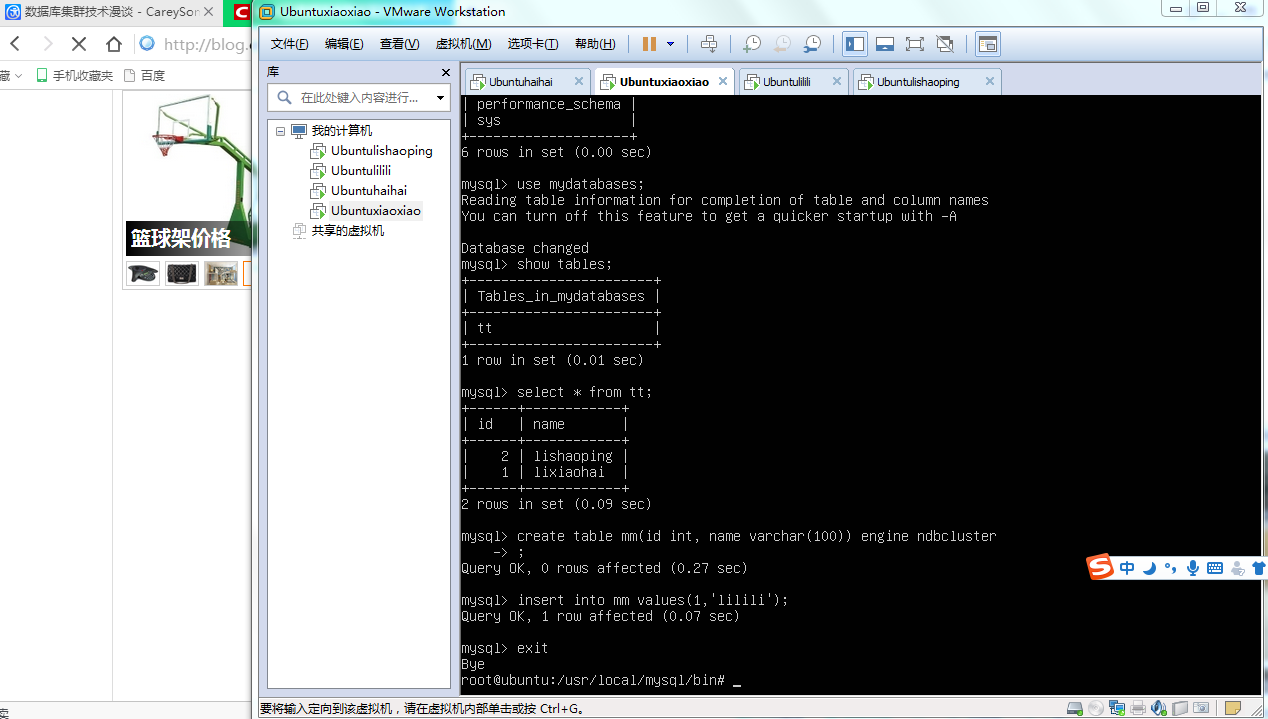 数据库集群技术漫谈 - CareySor
http://blog.
藏
手机收藏夹
百度
篮球架价格
卖
Ubuntuxiaoxiao - VMware Workstation
文件(F) 编辑(E) 查看(V) 虚拟机(M) 选项卡(T) 帮助(H)
库
在此处键入内容进行...
我的计算机
Ubuntulishaoping
Ubuntulilili
Ubuntuhaihai
Ubuntuxiaoxiao
共享的虚拟机
Ubuntuhaihai Ubuntuxiaoxiao Ubuntulilili Ubuntulishaoping
| performance_schema |
| sys                |
+--------------------+
6 rows in set (0.00 sec)
mysql> use mydatabases;
Reading table information for completion of table and column names
You can turn off this feature to get a quicker startup with -A
Database changed
mysql> show tables;
+-----------------------+
| Tables_in_mydatabases |
+-----------------------+
| tt                    |
+-----------------------+
1 row in set (0.01 sec)
mysql> select * from tt;
+------+------------+
| id   | name       |
+------+------------+
|    2 | lishaoping |
|    1 | lixiaohai  |
+------+------------+
2 rows in set (0.09 sec)
mysql> create table mm(id int, name varchar(100)) engine ndbcluster
    -> ;
Query OK, 0 rows affected (0.27 sec)
mysql> insert into mm values(1,'lilili');
Query OK, 1 row affected (0.07 sec)
mysql> exit
Bye
root@ubuntu:/usr/local/mysql/bin# _
S 中
要将输入定向到该虚拟机，请在虚拟机内部单击或按 Ctrl+G。